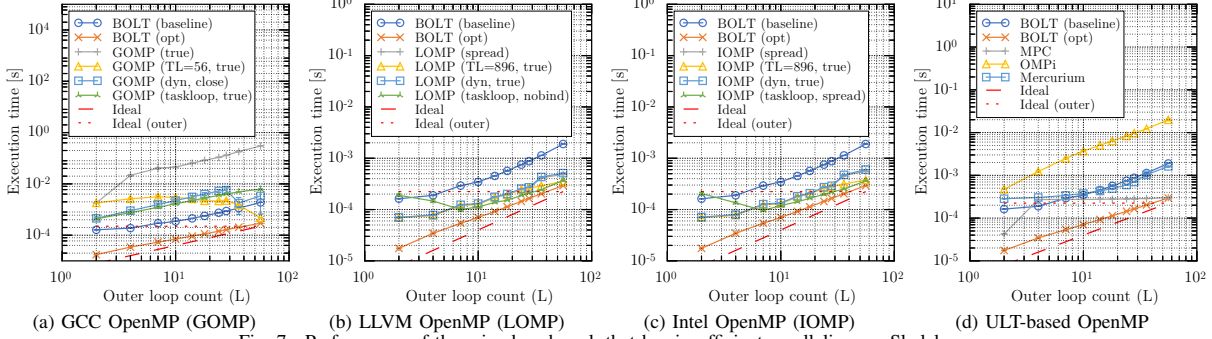 Execution time [s]
10^4
10^2
10^0
10^-2
10^-4
BOLT (baseline)
BOLT (opt)
GOMP (true)
GOMP (TL=56, true)
GOMP (dyn, close)
GOMP (taskloop, true)
Ideal
Ideal (outer)
10^0 10^1 10^2
Outer loop count (L)
(a) GCC OpenMP (GOMP)
Execution time [s]
10^0
10^-1
10^-2
10^-3
10^-4
10^-5
BOLT (baseline)
BOLT (opt)
LOMP (spread)
LOMP (TL=896, true)
LOMP (dyn, true)
LOMP (taskloop, nobind)
Ideal
Ideal (outer)
10^0 10^1 10^2
Outer loop count (L)
(b) LLVM OpenMP (LOMP)
Execution time [s]
10^0
10^-1
10^-2
10^-3
10^-4
10^-5
BOLT (baseline)
BOLT (opt)
IOMP (spread)
IOMP (TL=896, true)
IOMP (dyn, true)
IOMP (taskloop, spread)
Ideal
Ideal (outer)
10^0 10^1 10^2
Outer loop count (L)
(c) Intel OpenMP (IOMP)
Execution time [s]
10^1
10^0
10^-1
10^-2
10^-3
10^-4
10^-5
BOLT (baseline)
BOLT (opt)
MPC
OMPi
Mercurium
Ideal
Ideal (outer)
10^0 10^1 10^2
Outer loop count (L)
(d) ULT-based OpenMP